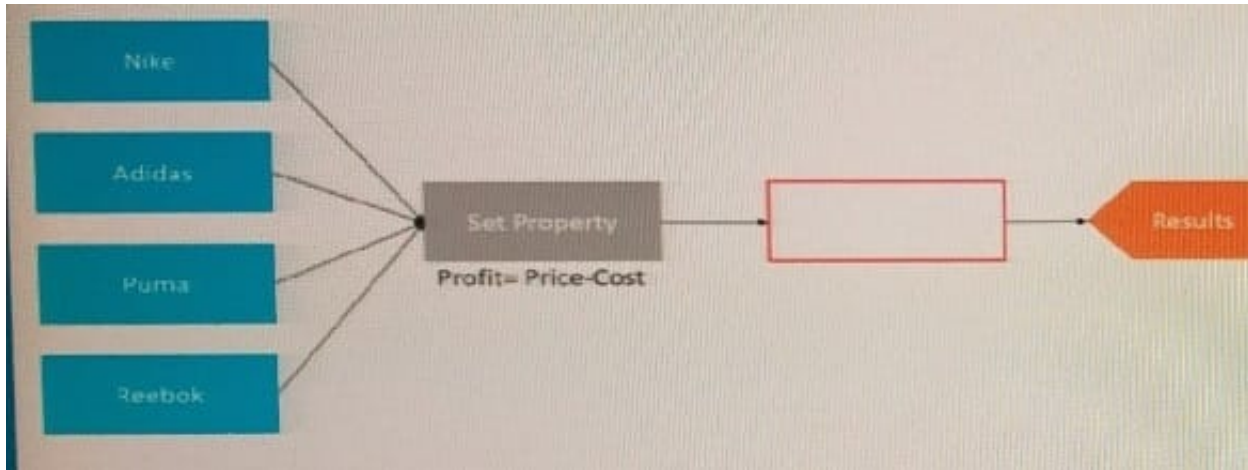 Nike
Adidas
Puma
Reebok
Set Property
Profit= Price-Cost
Results